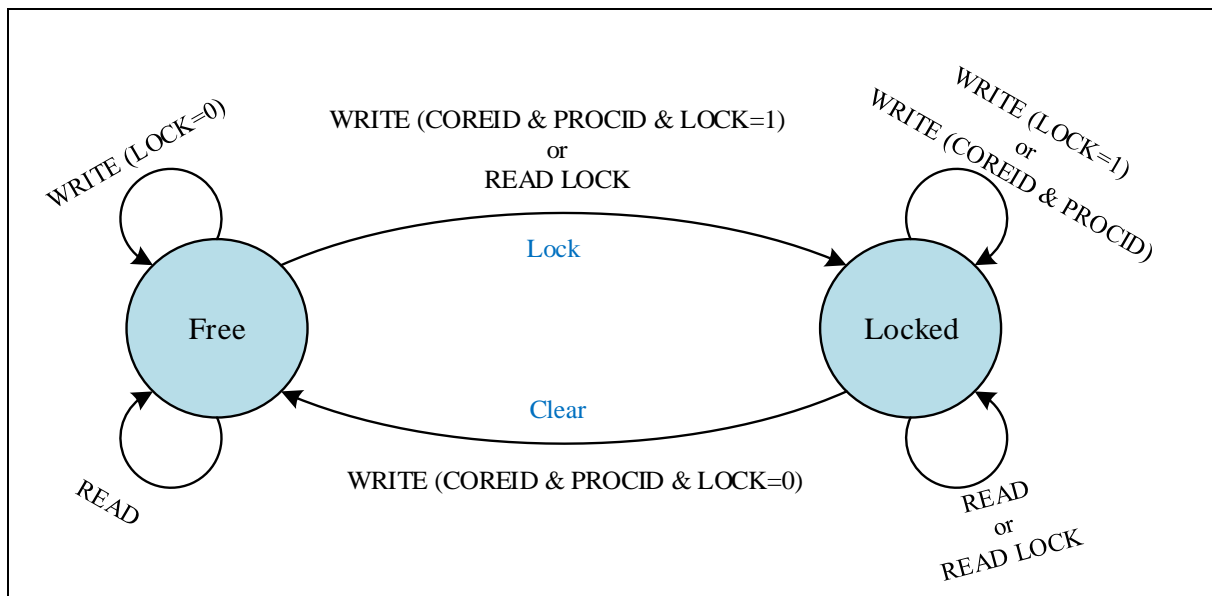 WRITE (LOCK=0)
WRITE (COREID & PROCID & LOCK=1)
or
READ LOCK
WRITE (LOCK=1)
or
WRITE (COREID & PROCID)
Lock
Free
Locked
Clear
WRITE (COREID & PROCID & LOCK=0)
READ
READ
or
READ LOCK